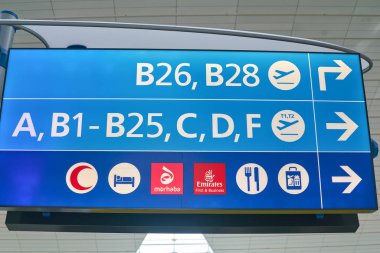 B26, B28
T1,T2
A, B1-B25, C, D, F
marhaba
Emirates
First & Business